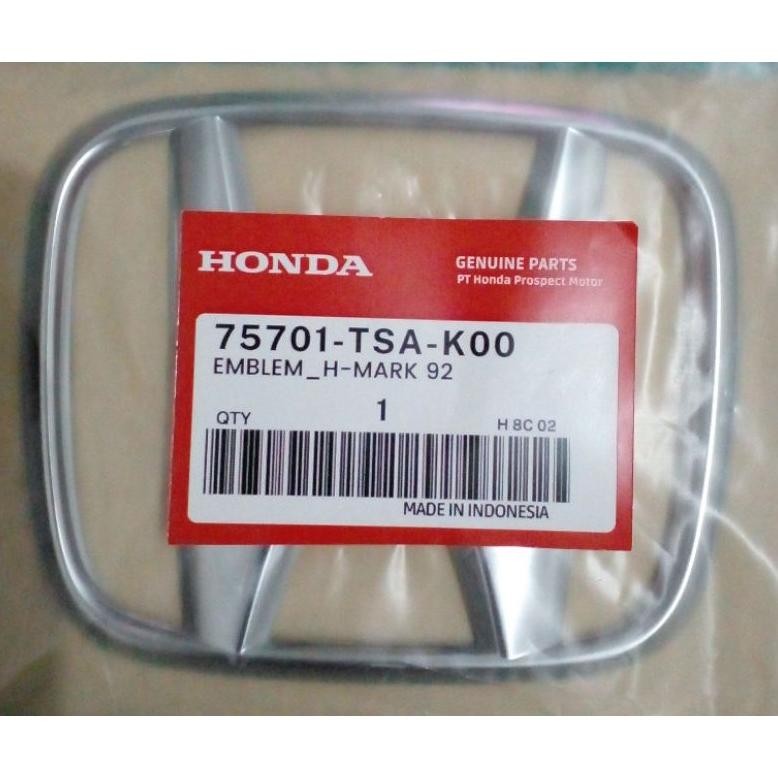 HONDA
GENUINE PARTS
PT Honda Prospect Motor
75701-TSA-K00
EMBLEM_H-MARK 92
QTY 1 H 8C 02
MADE IN INDONESIA